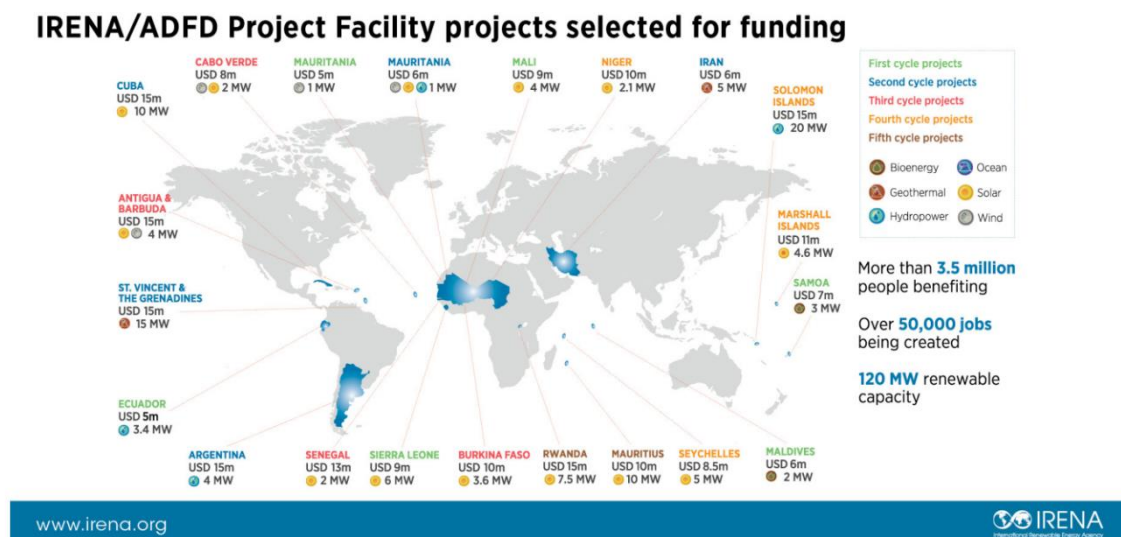 IRENA/ADFD Project Facility projects selected for funding
CUBA
USD 15m
10 MW
CABO VERDE
USD 8m
2 MW
MAURITANIA
USD 5m
1 MW
MAURITANIA
USD 6m
1 MW
MALI
USD 9m
4 MW
NIGER
USD 10m
2.1 MW
IRAN
USD 6m
5 MW
SOLOMON
ISLANDS
USD 15m
20 MW
First cycle projects
Second cycle projects
Third cycle projects
Fourth cycle projects
Fifth cycle projects
Bioenergy
Ocean
Geothermal
Solar
Hydropower
Wind
ANTIGUA &
BARBUDA
USD 15m
4 MW
MARSHALL
ISLANDS
USD 11m
4.6 MW
ST. VINCENT &
THE GRENADINES
USD 15m
15 MW
SAMOA
USD 7m
3 MW
More than 3.5 million
people benefiting
Over 50,000 jobs
being created
120 MW renewable
capacity
ECUADOR
USD 5m
3.4 MW
ARGENTINA
USD 15m
4 MW
SENEGAL
USD 13m
2 MW
SIERRA LEONE
USD 9m
6 MW
BURKINA FASO
USD 10m
3.6 MW
RWANDA
USD 15m
7.5 MW
MAURITIUS
USD 10m
10 MW
SEYCHELLES
USD 8.5m
5 MW
MALDIVES
USD 6m
2 MW
www.irena.org
IRENA
International Renewable Energy Agency